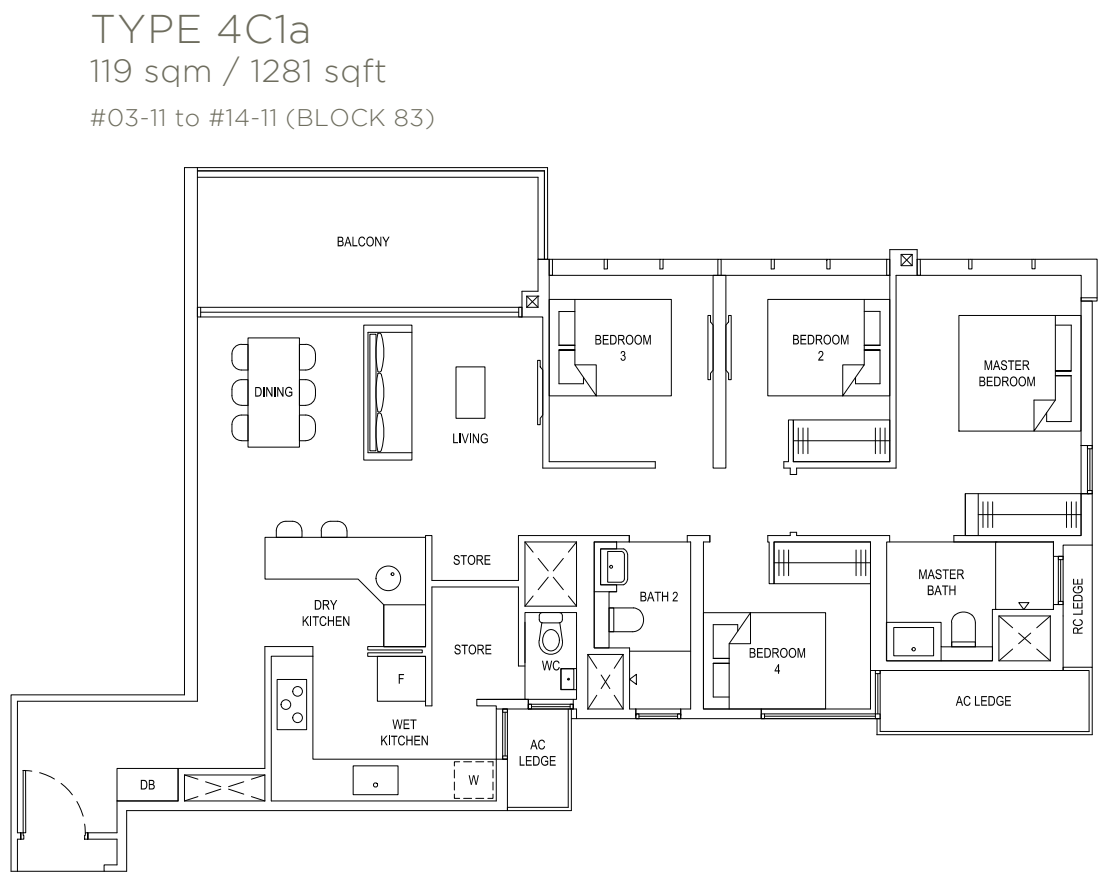 TYPE 4C1a
119 sqm / 1281 sqft
#03-11 to #14-11 (BLOCK 83)
BALCONY
BEDROOM
3
BEDROOM
2
MASTER
BEDROOM
DINING
LIVING
STORE
DRY
KITCHEN
STORE
WC
BATH 2
MASTER
BATH
RC LEDGE
BEDROOM
4
F
WET
KITCHEN
AC LEDGE
AC
LEDGE
DB
W